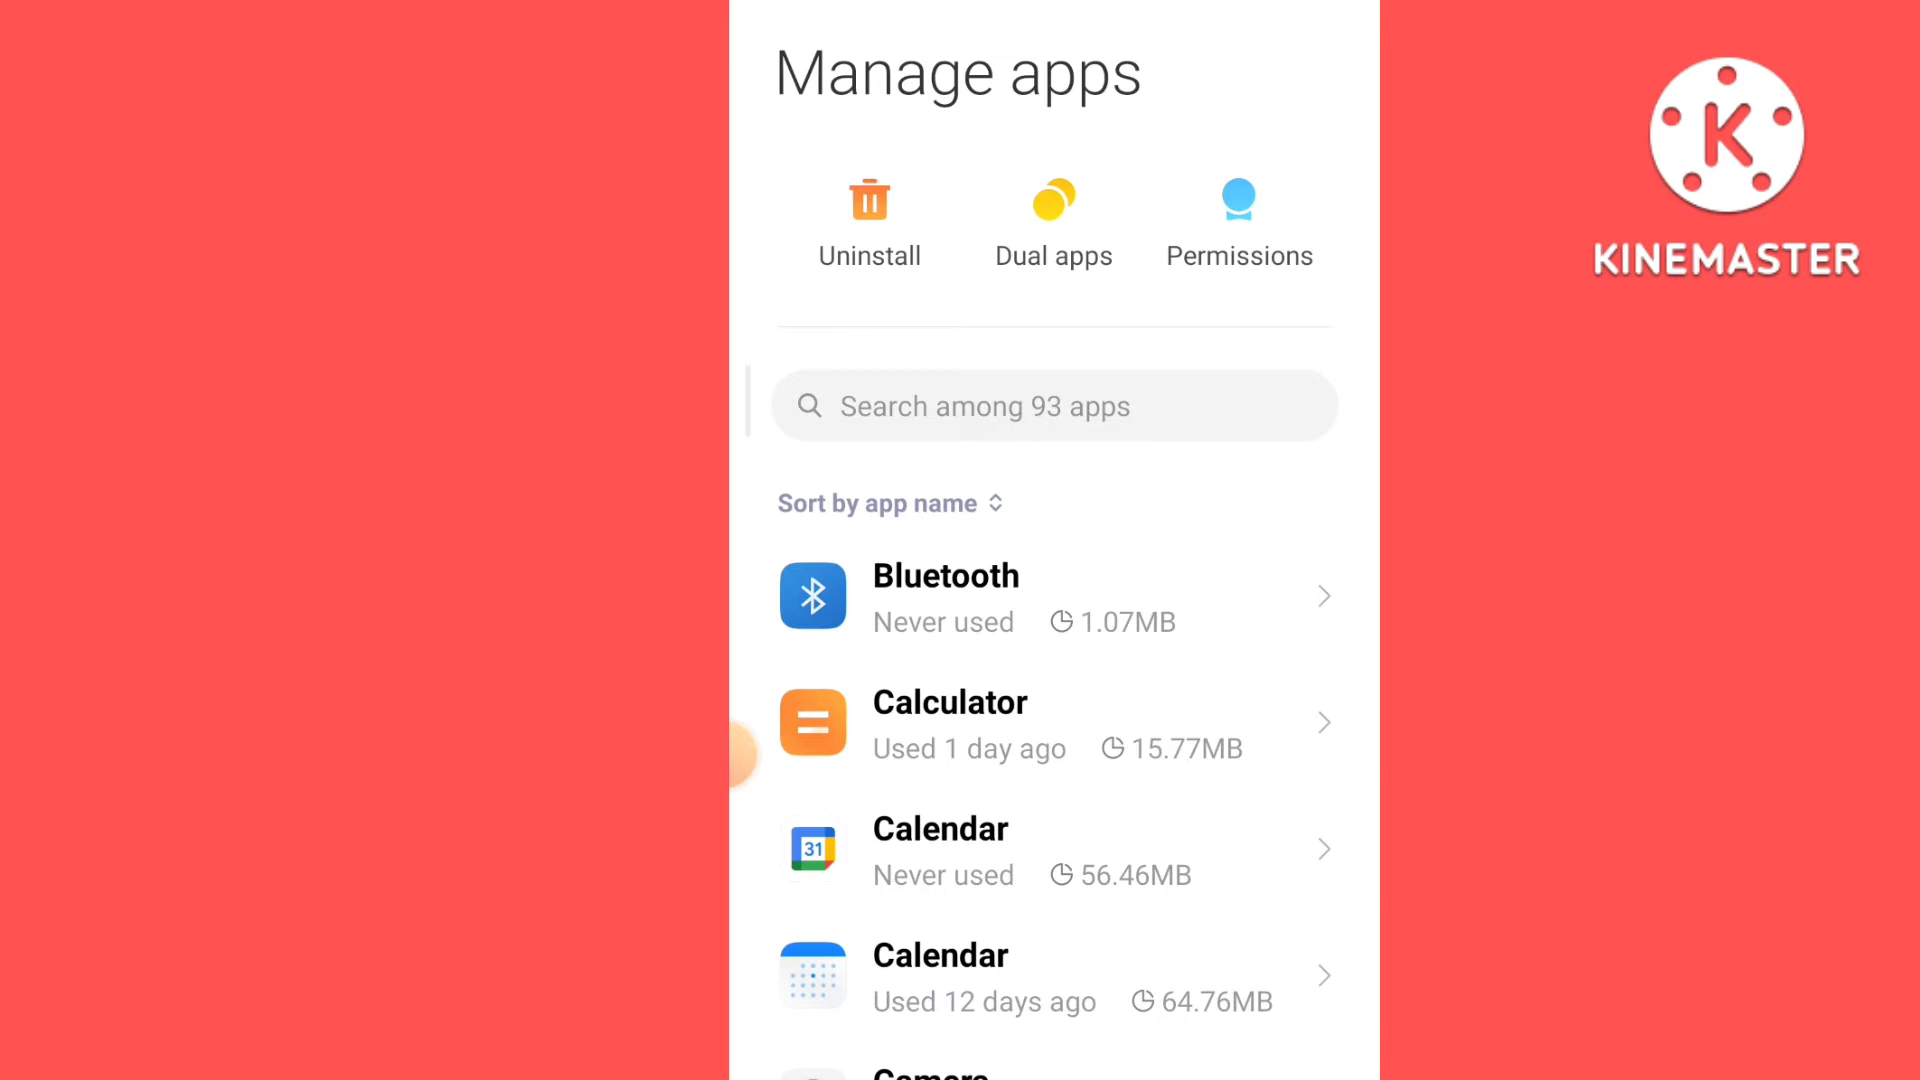 Manage apps
Uninstall
Dual apps
Permissions
Search among 93 apps
Sort by app name
Bluetooth
Never used 1.07MB
Calculator
Used 1 day ago 15.77MB
31
Calendar
Never used 56.46MB
Calendar
Used 12 days ago 64.76MB
Camera
K
KINEMASTER